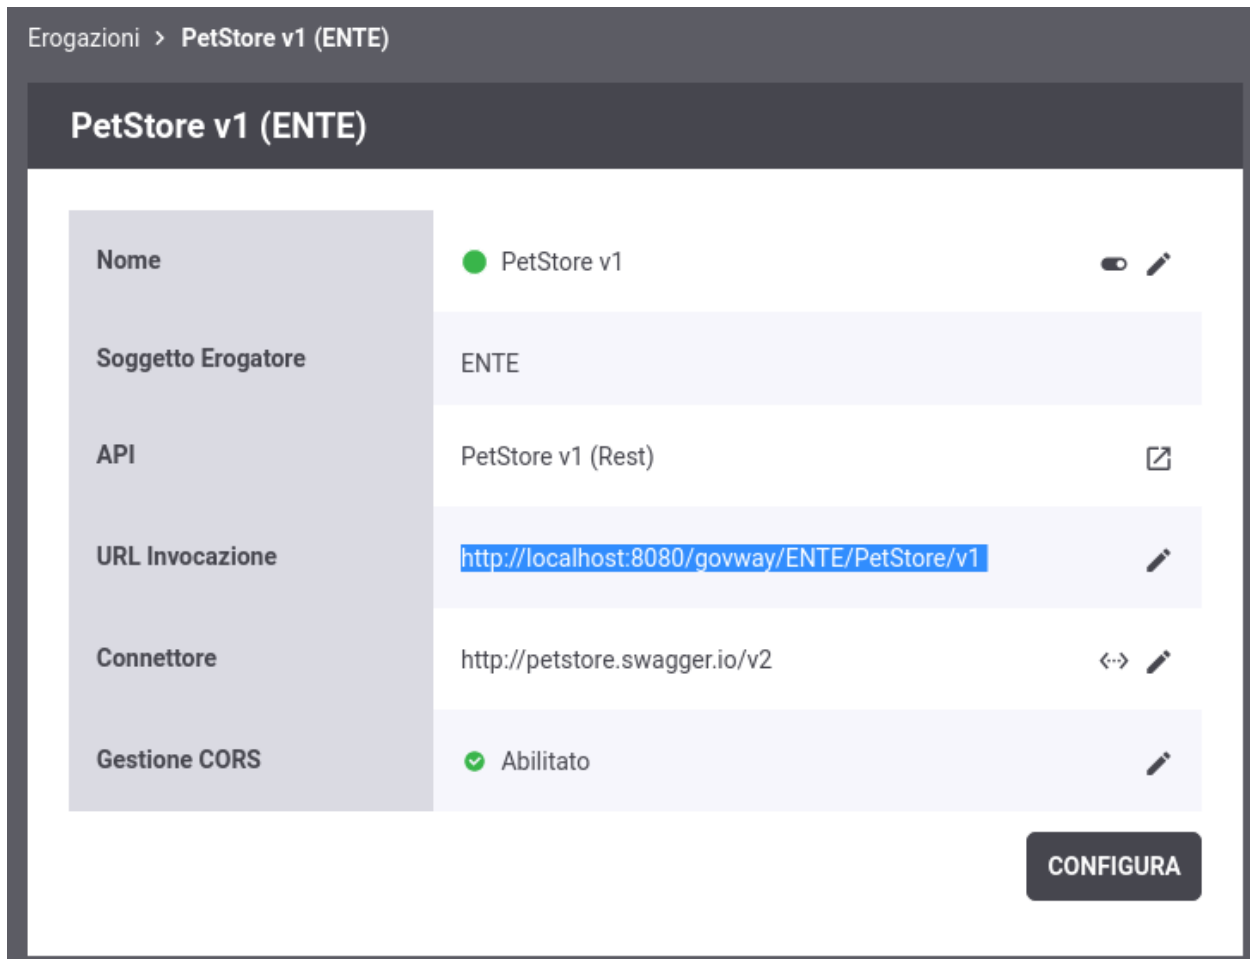 Erogazioni > PetStore v1 (ENTE)
PetStore v1 (ENTE)
Nome PetStore v1
Soggetto Erogatore ENTE
API PetStore v1 (Rest)
URL Invocazione http://localhost:8080/govway/ENTE/PetStore/v1
Connettore http://petstore.swagger.io/v2
Gestione CORS Abilitato
CONFIGURA